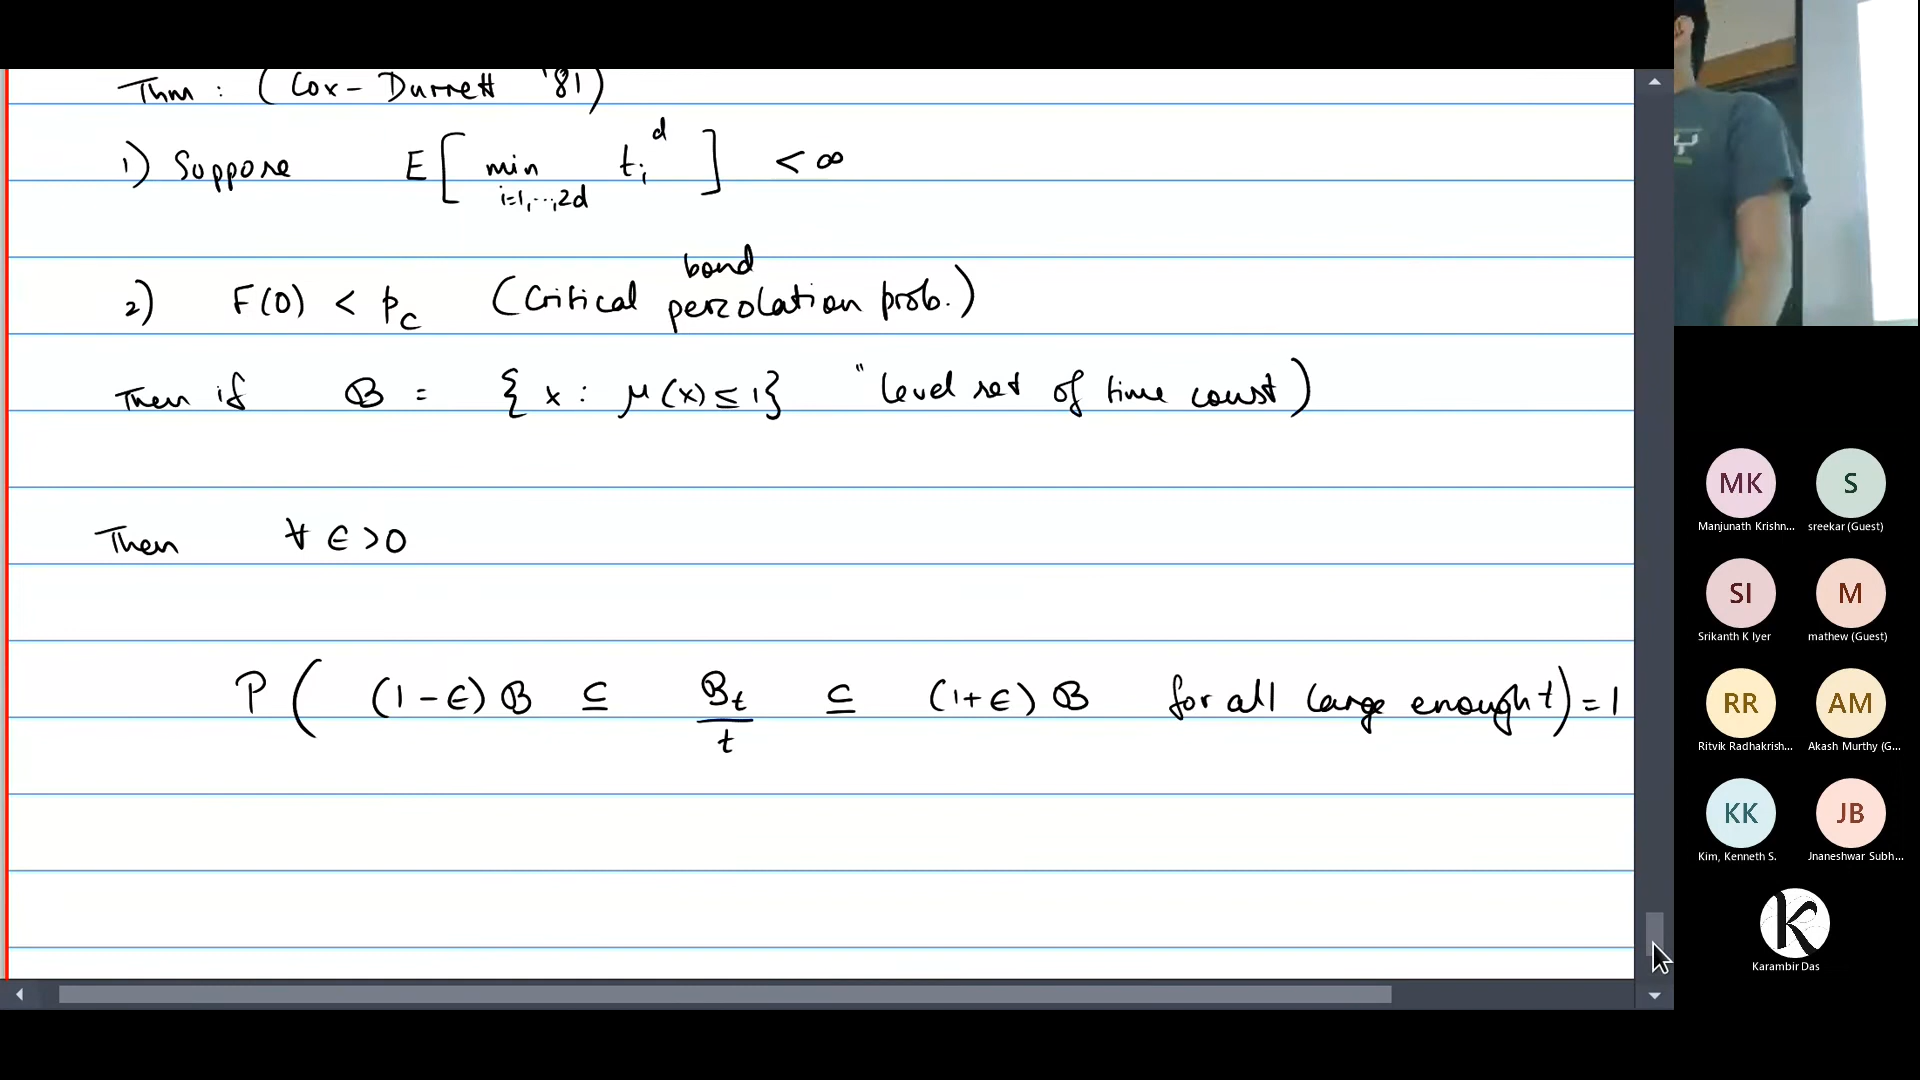 Thm : (Cox-Durrett '81)
1) Suppose E[ min_{i=1,...,2d} t_i^d ] < ∞
bond
2) F(0) < p_c (Critical percolation prob.)
Then if B = { x : μ(x) ≤ 1} "level set of time const)
Then ∀ ε > 0
P( (1-ε) B ⊆ B_t/t ⊆ (1+ε) B for all large enough t) = 1
MK
S
Manjunath Krishn...
sreekar (Guest)
SI
M
Srikanth K Iyer
mathew (Guest)
RR
AM
Ritvik Radhakrish...
Akash Murthy (G...
KK
JB
Kim, Kenneth S.
Jnaneshwar Subh...
K
Karambir Das